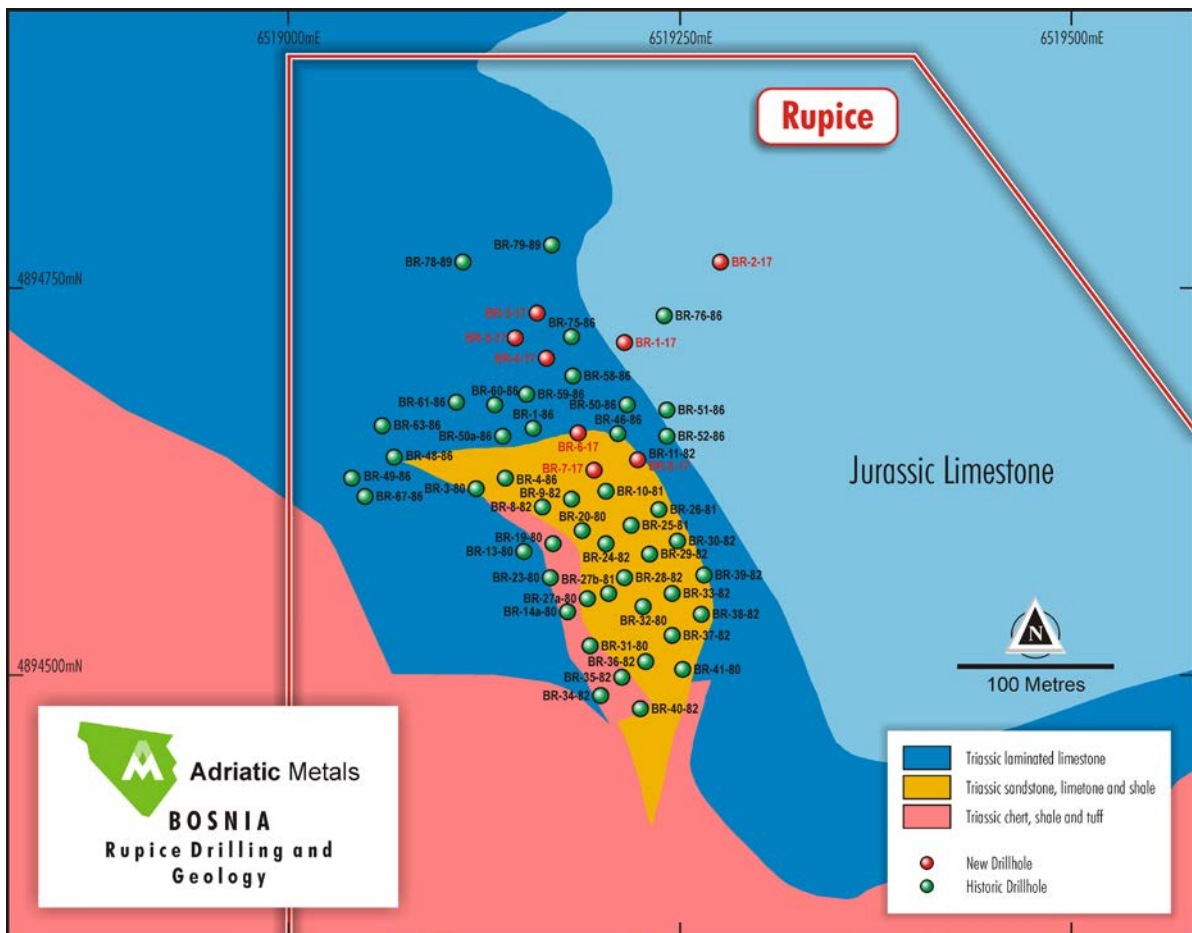 6519000mE
6519250mE
6519500mE
Rupice
BR-79-89
BR-78-89
BR-2-17
4894750mN
BR-75-86
BR-76-86
BR-1-17
BR-4-17
BR-58-86
BR-60-86
BR-59-86
BR-61-86
BR-50-86
BR-51-86
BR-1-86
BR-46-86
BR-63-86
BR-50a-86
BR-52-86
BR-6-17
BR-11-82
BR-48-86
BR-7-17
Jurassic Limestone
BR-49-86
BR-4-86
BR-3-80
BR-9-82
BR-10-81
BR-67-86
BR-8-82
BR-26-81
BR-20-80
BR-25-81
BR-19-80
BR-30-82
BR-13-80
BR-24-82
BR-29-82
BR-23-80
BR-27b-81
BR-28-82
BR-39-82
BR-27a-80
BR-33-82
BR-14a-80
BR-32-80
BR-38-82
BR-37-82
BR-31-80
4894500mN
BR-36-82
BR-41-80
BR-35-82
BR-34-82
BR-40-82
N
100 Metres
Adriatic Metals
BOSNIA
Rupice Drilling and
Geology
Triassic laminated limestone
Triassic sandstone, limetone and shale
Triassic chert, shale and tuff
New Drillhole
Historic Drillhole